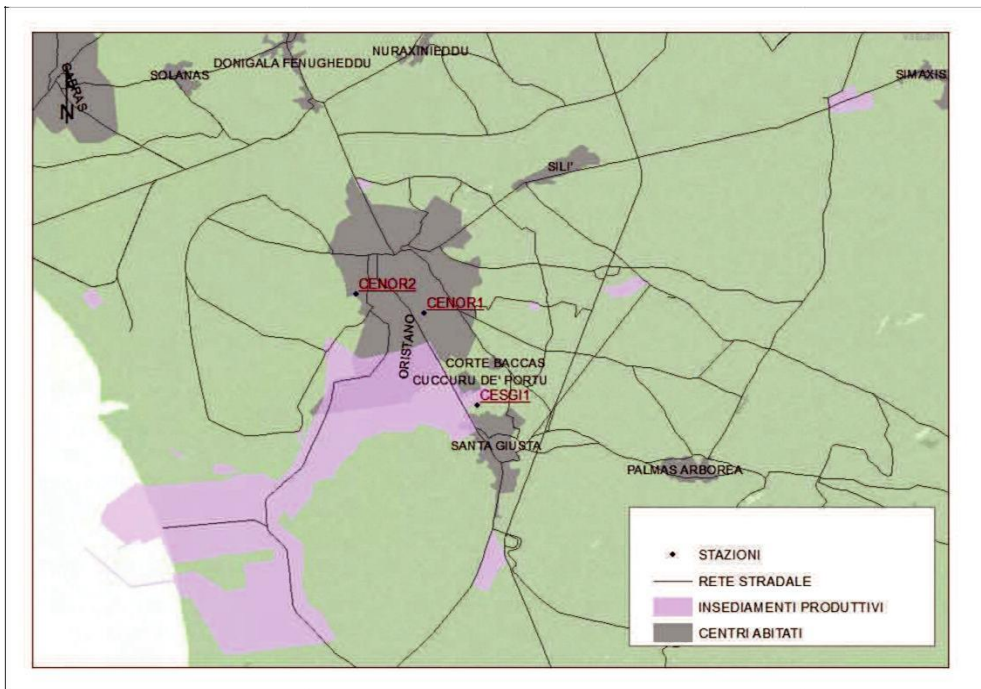 NURAXINIEDDU
DONIGALA FENUGHEDDU
SOLANAS
SIMAXIS
CABRAS
N
SILI'
CENOR2
CENOR1
ORISTANO
CORTE BACCAS
CUCCURU DE' PORTU
CESGI1
SANTA GIUSTA
PALMAS ARBOREA
STAZIONI
RETE STRADALE
INSEDIAMENTI PRODUTTIVI
CENTRI ABITATI